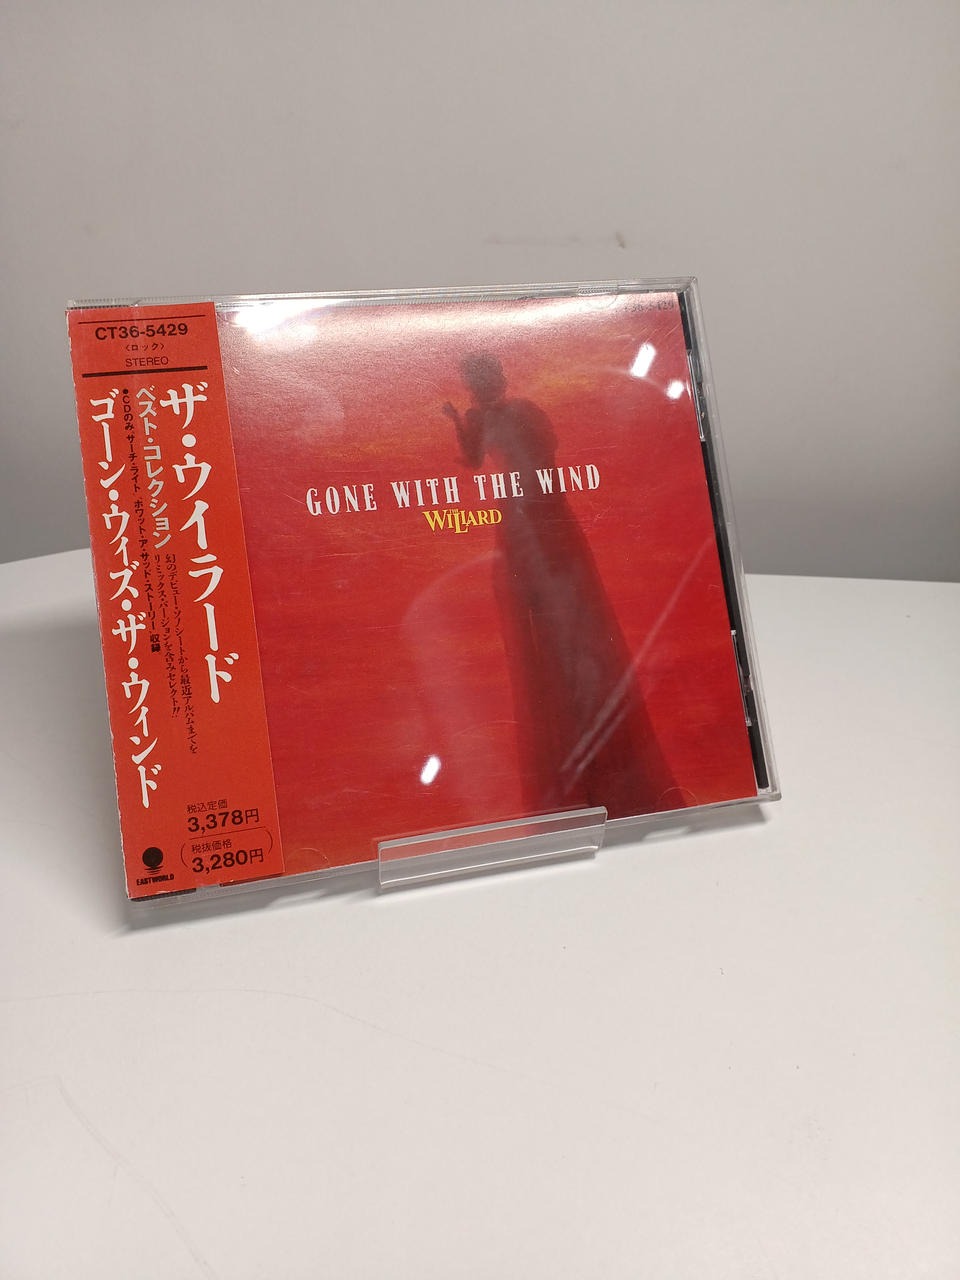 CT36-5429
〈ロック〉
STEREO
ザ・ウイラード
ベスト・コレクション
幻のデビュー・ソノシートから最近アルバムまでを
リミックス・バージョンを含みセレクト!!
●CDのみ“サーチ・ライト”“ホワット・ア・サッド・ストーリー”収録
ゴーン・ウィズ・ザ・ウィンド
税込定価
3,378円
(税抜価格
3,280円)
EASTWORLD
GONE WITH THE WIND
THE WILLARD